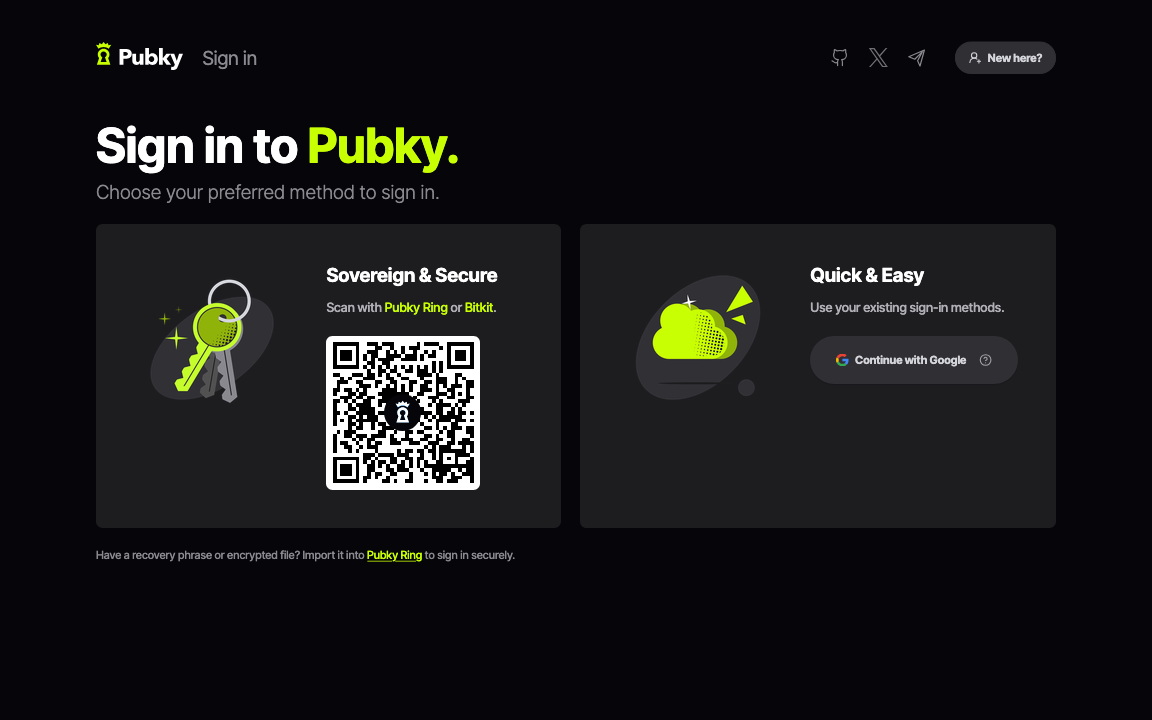 Pubky Sign in
New here?
Sign in to Pubky.
Choose your preferred method to sign in.
Sovereign & Secure
Scan with Pubky Ring or Bitkit.
Quick & Easy
Use your existing sign-in methods.
Continue with Google
Have a recovery phrase or encrypted file? Import it into Pubky Ring to sign in securely.